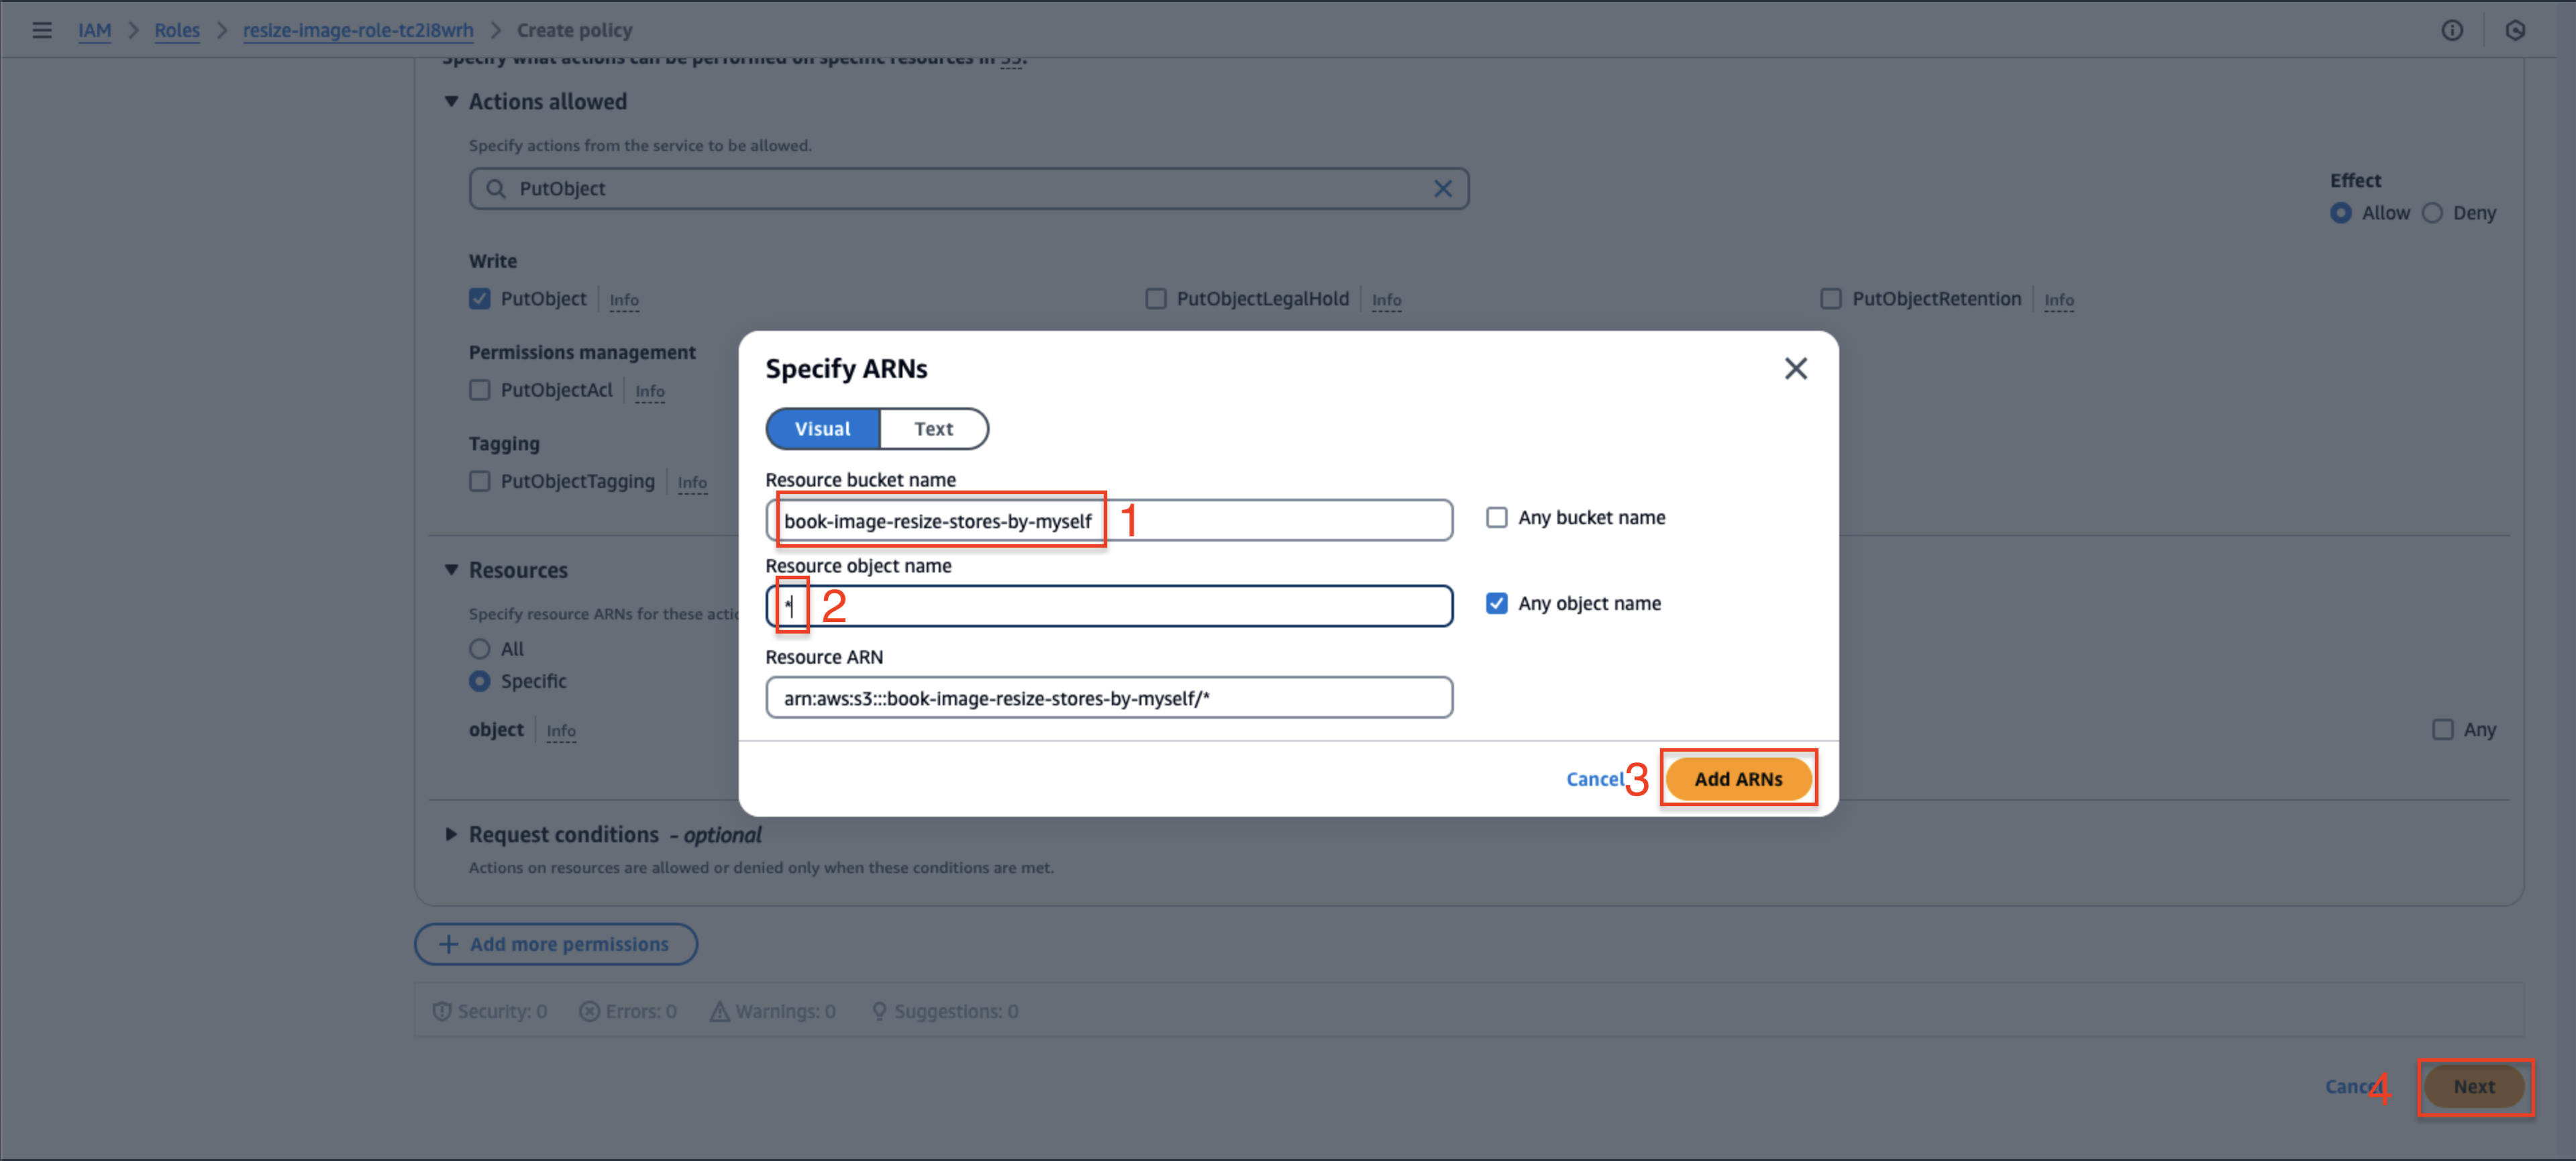 IAM > Roles > resize-image-role-tc2i8wrh > Create policy
Specify what actions can be performed on specific resources in S3.
Actions allowed
Specify actions from the service to be allowed.
PutObject
Effect
Allow Deny
Write
PutObject Info PutObjectLegalHold Info PutObjectRetention Info
Permissions management
PutObjectAcl Info
Tagging
PutObjectTagging Info
Specify ARNs
Visual Text
Resource bucket name
book-image-resize-stores-by-myself 1 Any bucket name
Resource object name
* 2 Any object name
Resource ARN
arn:aws:s3:::book-image-resize-stores-by-myself/*
Cancel 3 Add ARNs
Resources
Specify resource ARNs for these
All
Specific
object Info Any
Request conditions - optional
Actions on resources are allowed or denied only when these conditions are met.
+ Add more permissions
Security: 0 Errors: 0 Warnings: 0 Suggestions: 0
Cancel 4 Next